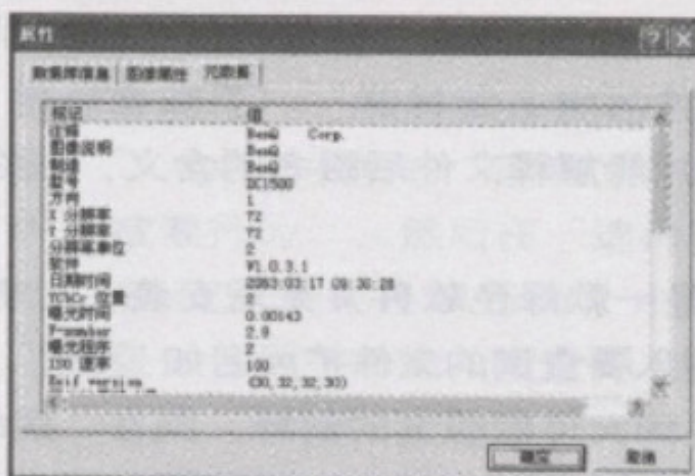 属性
数据库信息 图像属性 元数据
标记 值
注释 BenQ Corp.
图像说明 BenQ
制造 BenQ
型号 DC1500
方向 1
X 分辨率 72
Y 分辨率 72
分辨率单位 2
软件 V1.0.3.1
日期时间 2003:03:17 09:36:28
YCbCr 位置 2
曝光时间 0.00143
F-number 2.8
曝光程序 2
ISO 速率 100
Exif version (30, 32, 32, 30)
确定 取消